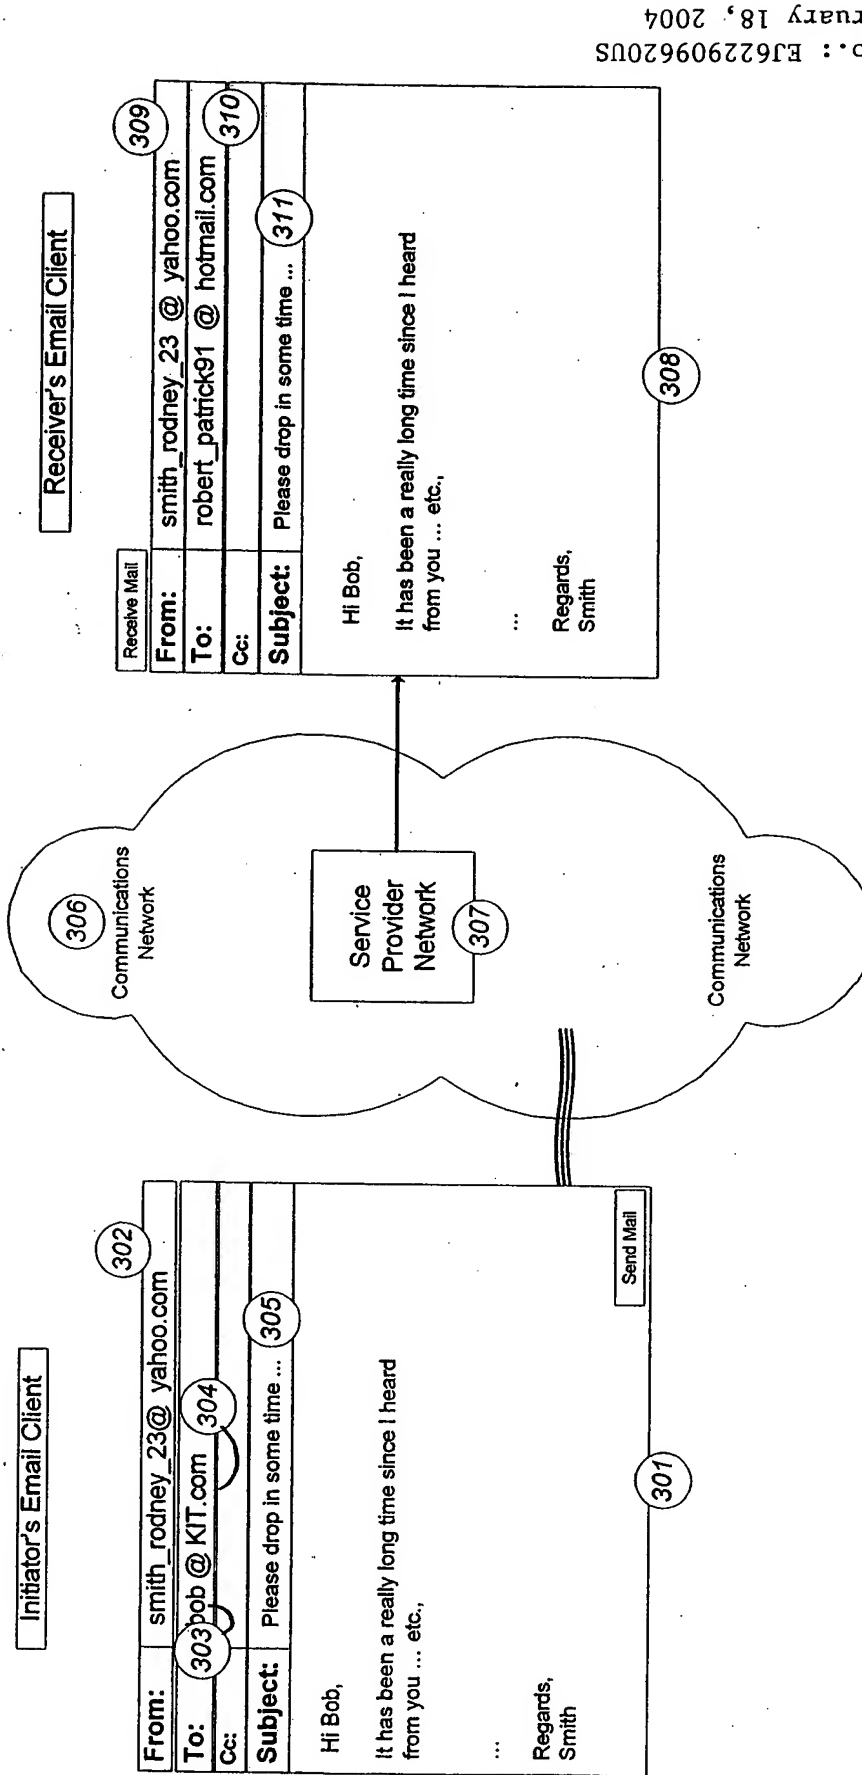 Initiator's Email Client
302
From: smith_rodney_23@ yahoo.com
To: bob @ KIT.com
303
304
Cc:
Subject: Please drop in some time ...
305
Hi Bob,
It has been a really long time since I heard
from you ... etc.,
...
Regards,
Smith
Send Mail
301
306
Communications
Network
Service
Provider
Network
307
Communications
Network
Receiver's Email Client
Receive Mail
309
From: smith_rodney_23 @ yahoo.com
To: robert_patrick91 @ hotmail.com
310
Cc:
Subject: Please drop in some time ...
311
Hi Bob,
It has been a really long time since I heard
from you ... etc.,
...
Regards,
Smith
308
o.: EJ622909620US
ruary 18, 2004